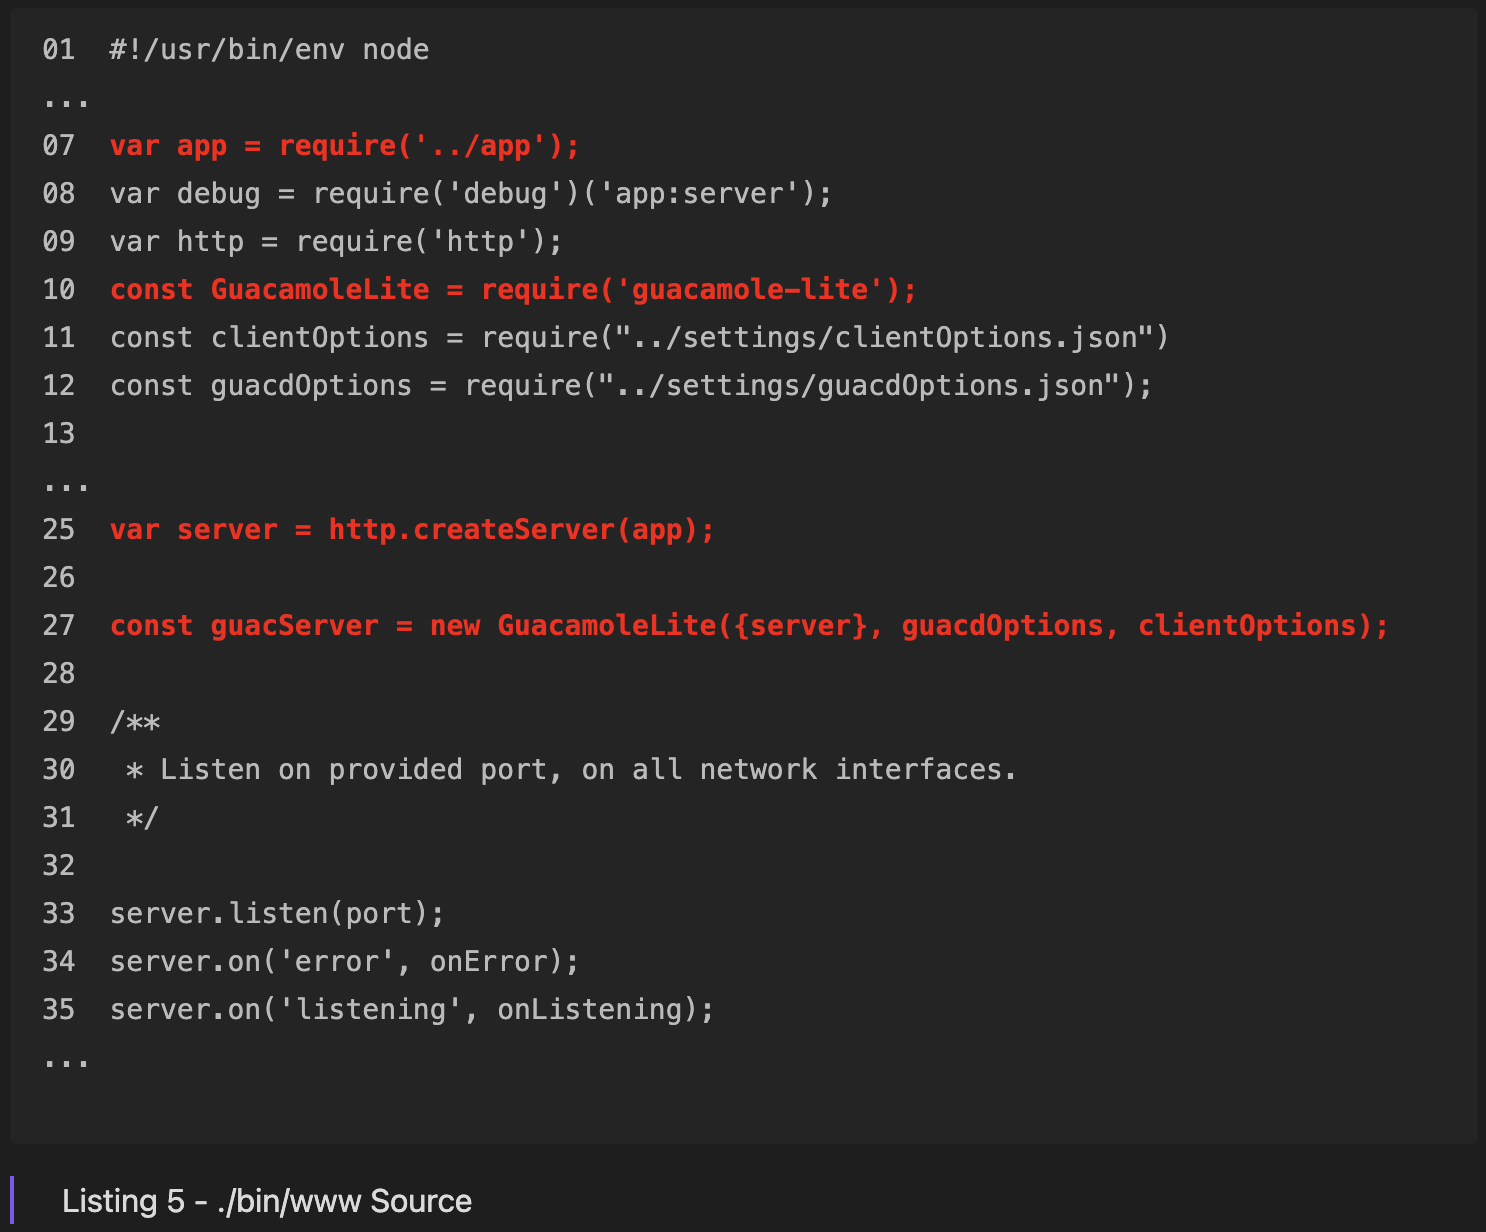 01  #!/usr/bin/env node
...
07  var app = require('../app');
08  var debug = require('debug')('app:server');
09  var http = require('http');
10  const GuacamoleLite = require('guacamole-lite');
11  const clientOptions = require("../settings/clientOptions.json")
12  const guacdOptions = require("../settings/guacdOptions.json");
13
...
25  var server = http.createServer(app);
26
27  const guacServer = new GuacamoleLite({server}, guacdOptions, clientOptions);
28
29  /**
30   * Listen on provided port, on all network interfaces.
31   */
32
33  server.listen(port);
34  server.on('error', onError);
35  server.on('listening', onListening);
...
Listing 5 - ./bin/www Source